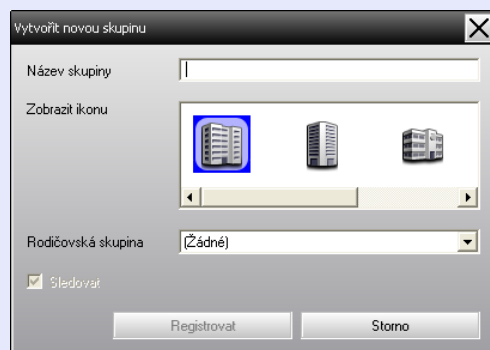 Vytvořit novou skupinu
Název skupiny
Zobrazit ikonu
Rodičovská skupina
(Žádné)
Sledovat
Registrovat
Storno